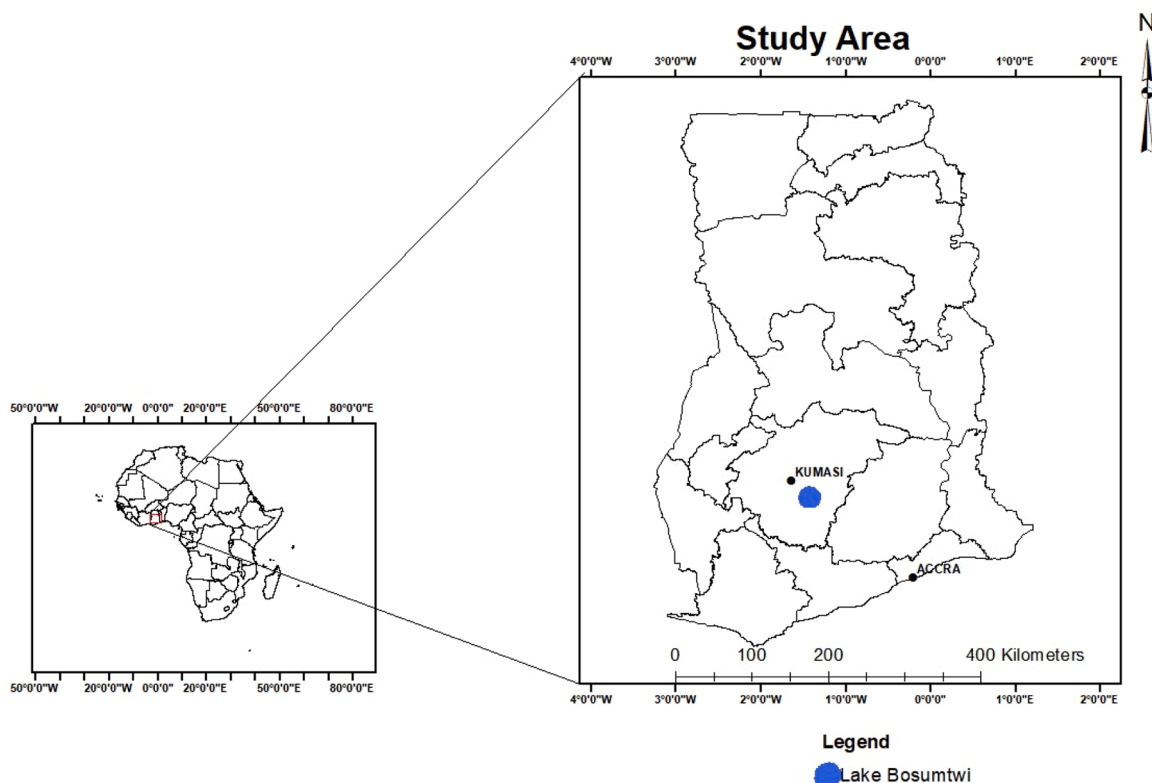 Study Area
N
4°0'0"W 3°0'0"W 2°0'0"W 1°0'0"W 0°0'0" 1°0'0"E 2°0'0"E
50°0'0"W 20°0'0"W 0°0'0" 20°0'0"E 50°0'0"E 80°0'0"E
KUMASI
ACCRA
0 100 200 400 Kilometers
50°0'0"W 20°0'0"W 0°0'0" 20°0'0"E 50°0'0"E 80°0'0"E
4°0'0"W 3°0'0"W 2°0'0"W 1°0'0"W 0°0'0" 1°0'0"E 2°0'0"E
Legend
Lake Bosumtwi